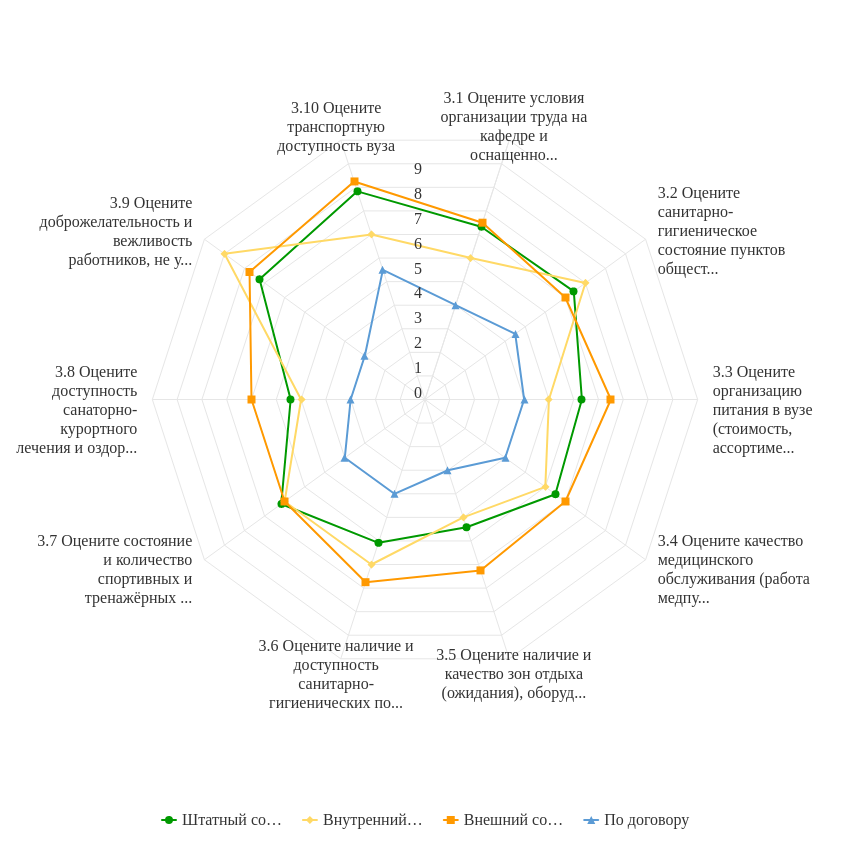 3.10 Оцените
транспортную
доступность вуза
3.1 Оцените условия
организации труда на
кафедре и
оснащенно...
3.2 Оцените
санитарно-
гигиеническое
состояние пунктов
общест...
3.3 Оцените
организацию
питания в вузе
(стоимость,
ассортиме...
3.4 Оцените качество
медицинского
обслуживания (работа
медпу...
3.5 Оцените наличие и
качество зон отдыха
(ожидания), оборуд...
3.6 Оцените наличие и
доступность
санитарно-
гигиенических по...
3.7 Оцените состояние
и количество
спортивных и
тренажёрных ...
3.8 Оцените
доступность
санаторно-
курортного
лечения и оздор...
3.9 Оцените
доброжелательность и
вежливость
работников, не у...
9
8
7
6
5
4
3
2
1
0
Штатный со…
Внутренний…
Внешний со…
По договору